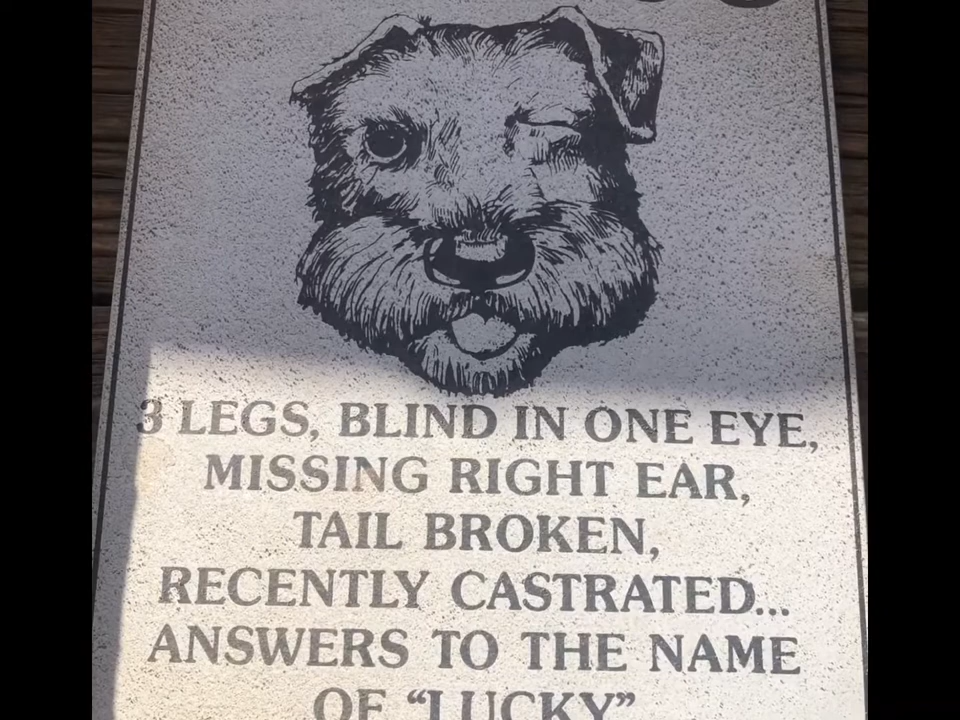 3 LEGS, BLIND IN ONE EYE,
MISSING RIGHT EAR,
TAIL BROKEN,
RECENTLY CASTRATED...
ANSWERS TO THE NAME
OF “LUCKY”